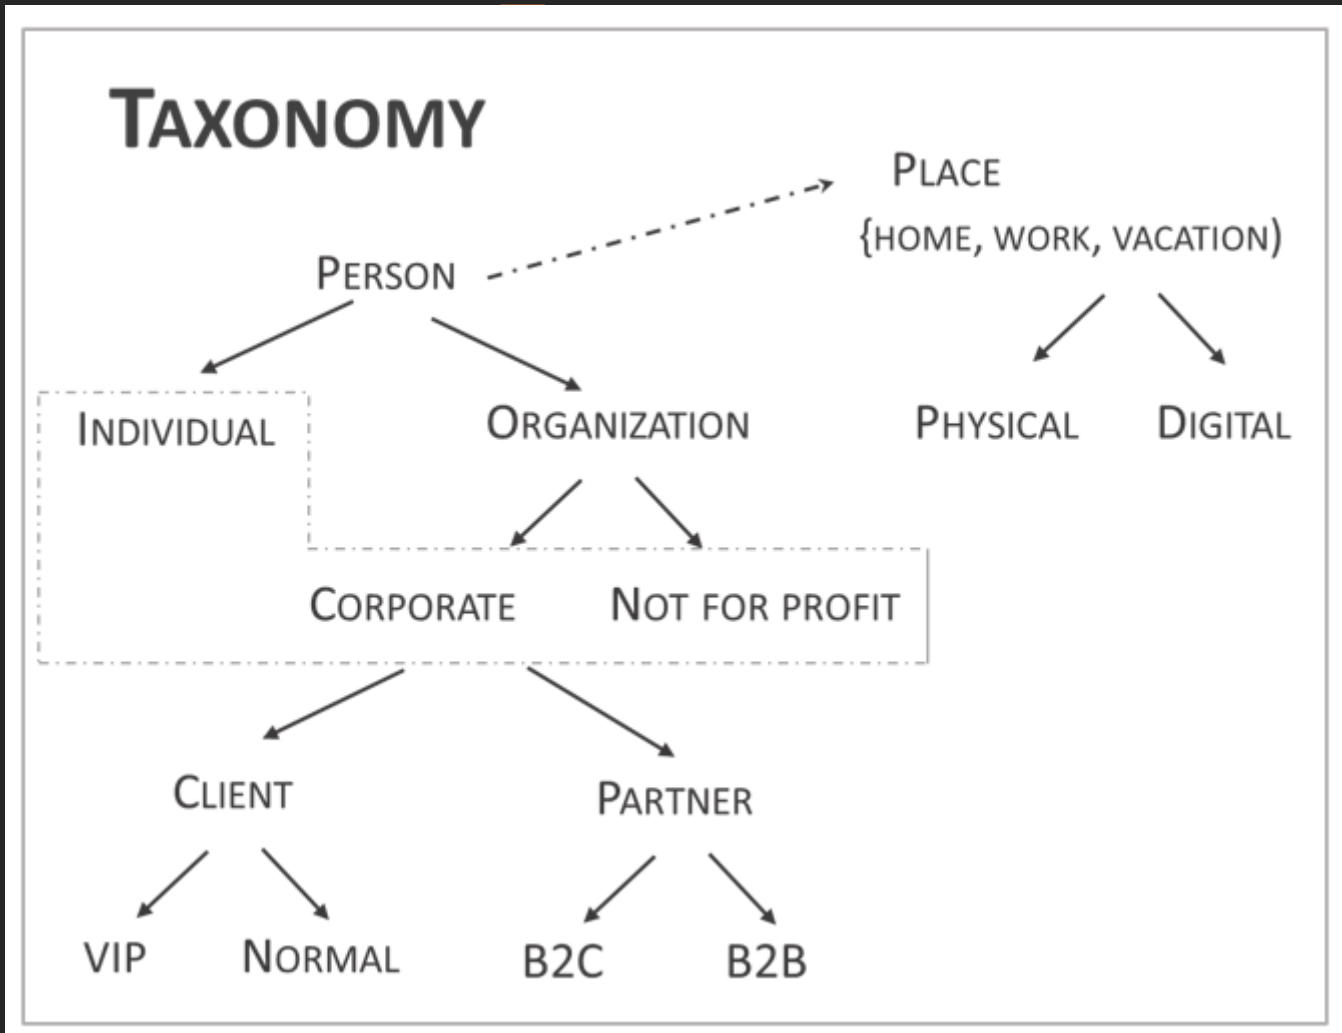 TAXONOMY
PLACE
{HOME, WORK, VACATION)
PERSON
INDIVIDUAL
ORGANIZATION
PHYSICAL
DIGITAL
CORPORATE
NOT FOR PROFIT
CLIENT
PARTNER
VIP
NORMAL
B2C
B2B